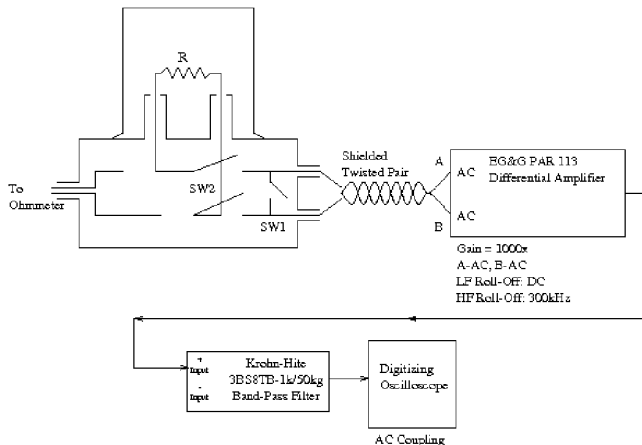 R
To
Ohmmeter
SW2
SW1
Shielded
Twisted Pair
A
B
AC
AC
EG&G PAR 113
Differential Amplifier
Gain = 1000x
A-AC, B-AC
LF Roll-Off: DC
HF Roll-Off: 300kHz
+
Input
-
Input
Krohn-Hite
3BS8TB-1k/50kg
Band-Pass Filter
Digitizing
Oscilloscope
AC Coupling